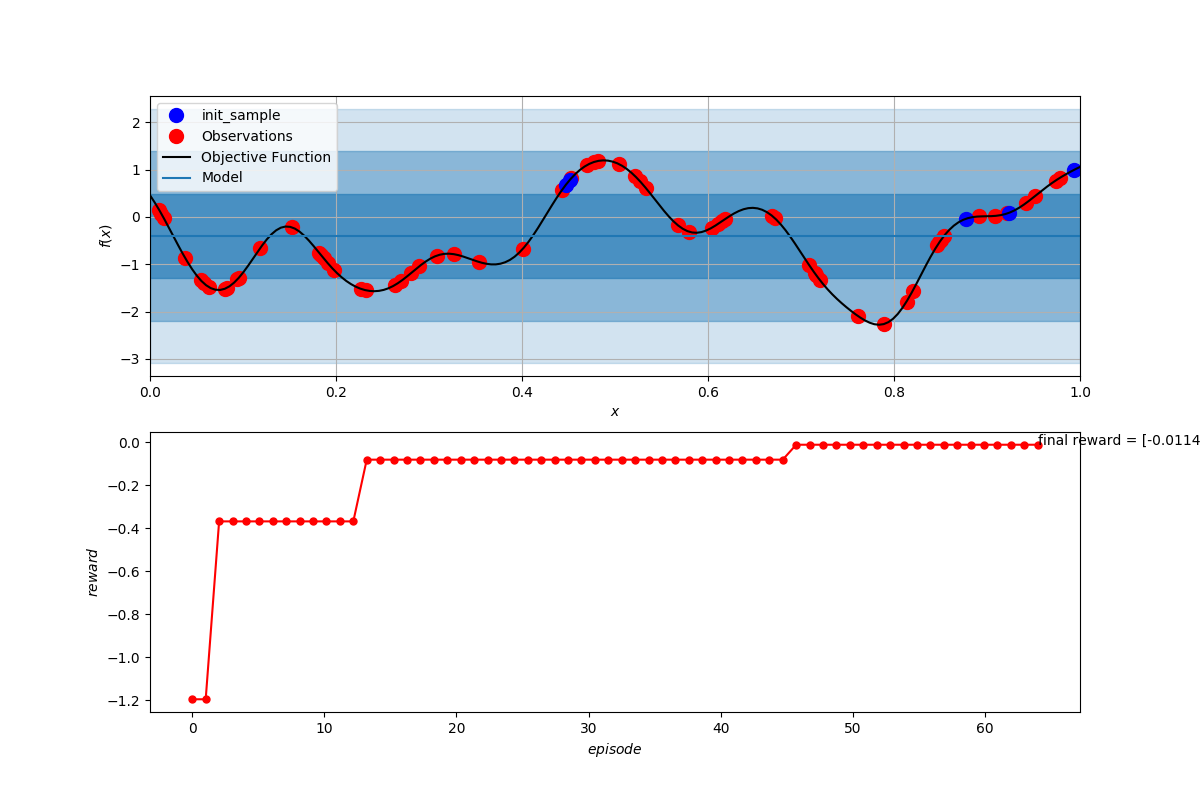 2
1
0
−1
−2
−3
f(x)
init_sample
Observations
Objective Function
Model
0.0
0.2
0.4
0.6
0.8
1.0
x
0.0
−0.2
−0.4
−0.6
−0.8
−1.0
−1.2
reward
final reward = [-0.0114
0
10
20
30
40
50
60
episode